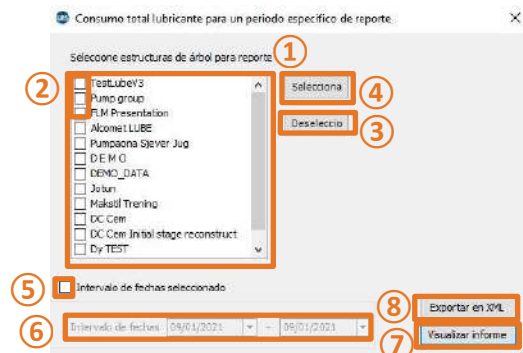 Consumo total lubricante para un periodo especifico de reporte
Seleccione estructuras de árbol para reporte ①
② TestLubeV3
Selecciona ④
Pump group
FLM Presentation
Deseleccio ③
Alcomet LUBE
Pumpaona Sjever Jug
D E M O
DEMO_DATA
Jotun
Makstil Trening
DC Cem
DC Cem Initial stage reconstruct
Dy TEST
⑤ Intervalo de fechas seleccionado
⑧ Exportar en XML
⑥ Intervalo de fechas 09/01/2021 - 09/01/2021
⑦ Visualizar informe